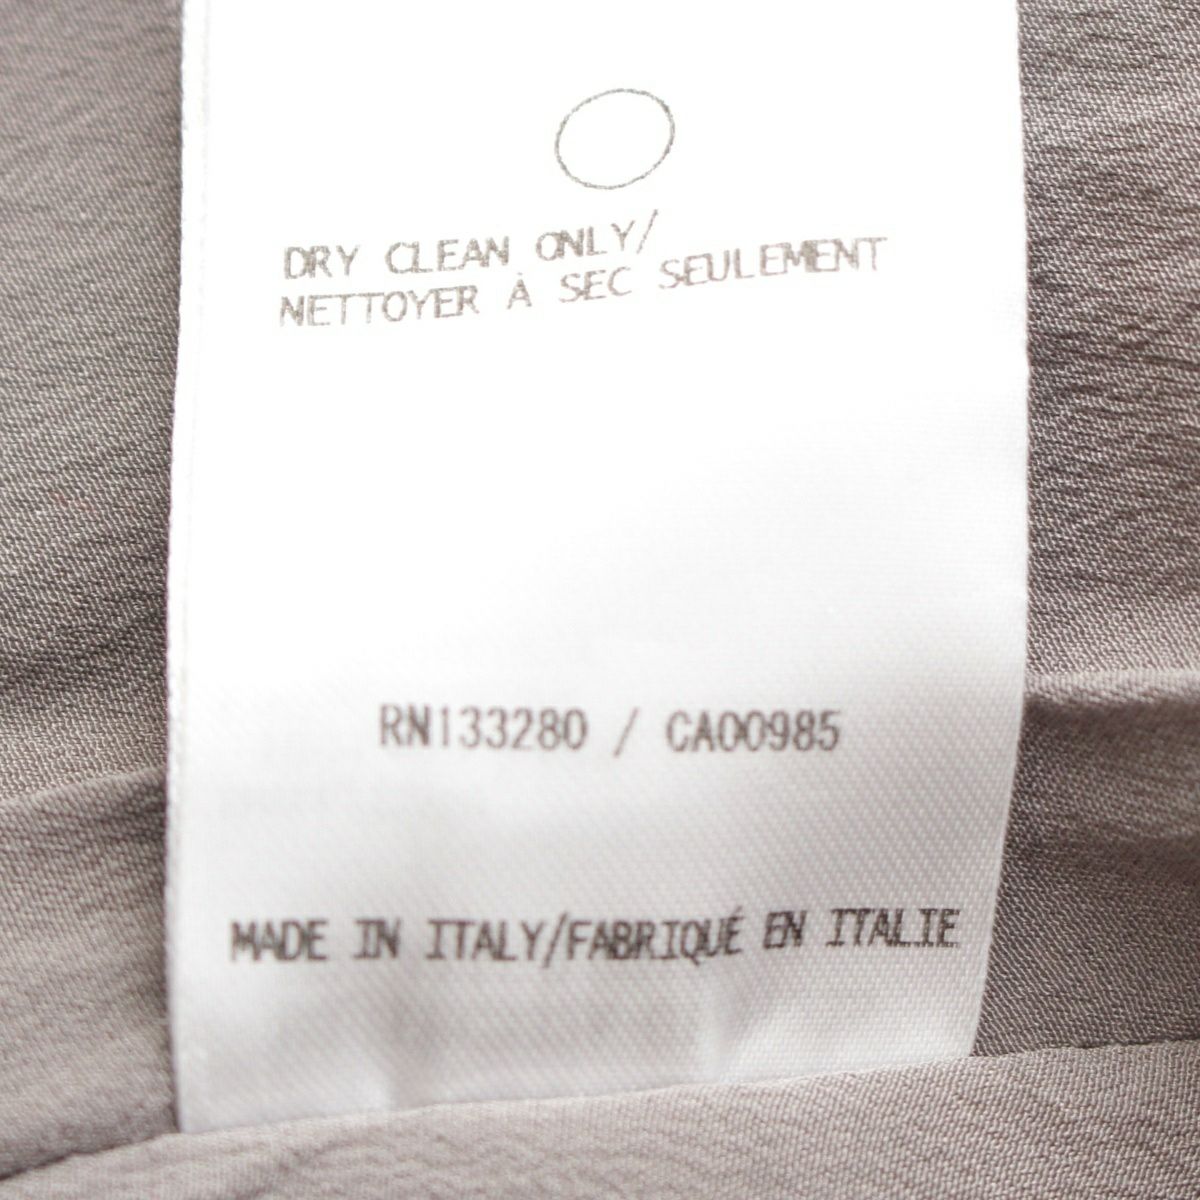 DRY CLEAN ONLY/
NETTOYER À SEC SEULEMENT
RN133280 / CA00985
MADE IN ITALY/FABRIQUÉ EN ITALIE